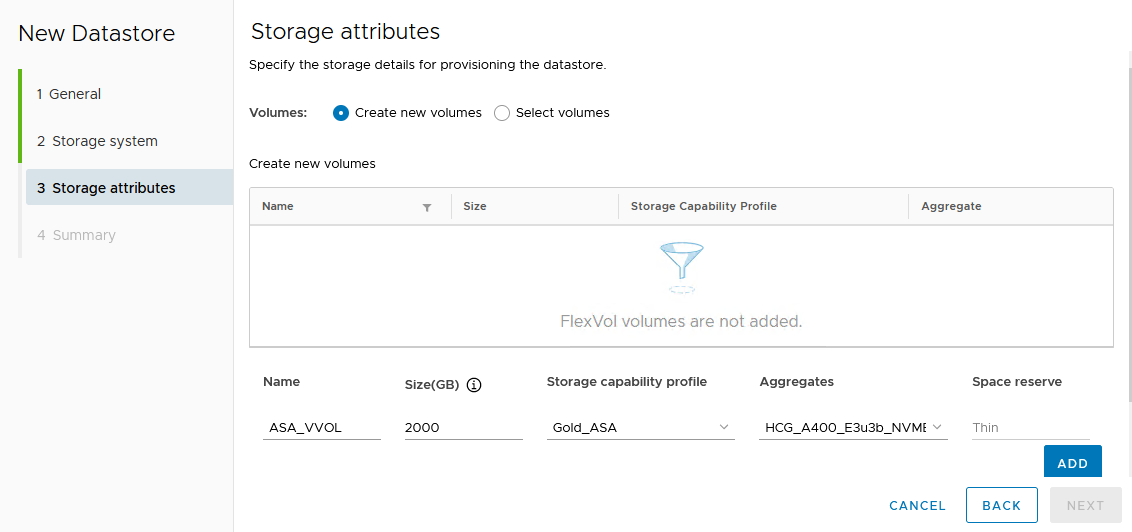 New Datastore
1 General
2 Storage system
3 Storage attributes
4 Summary
Storage attributes
Specify the storage details for provisioning the datastore.
Volumes: Create new volumes Select volumes
Create new volumes
Name Size Storage Capability Profile Aggregate
FlexVol volumes are not added.
Name Size(GB) Storage capability profile Aggregates Space reserve
ASA_VVOL 2000 Gold_ASA HCG_A400_E3u3b_NVME Thin
ADD
CANCEL BACK NEXT